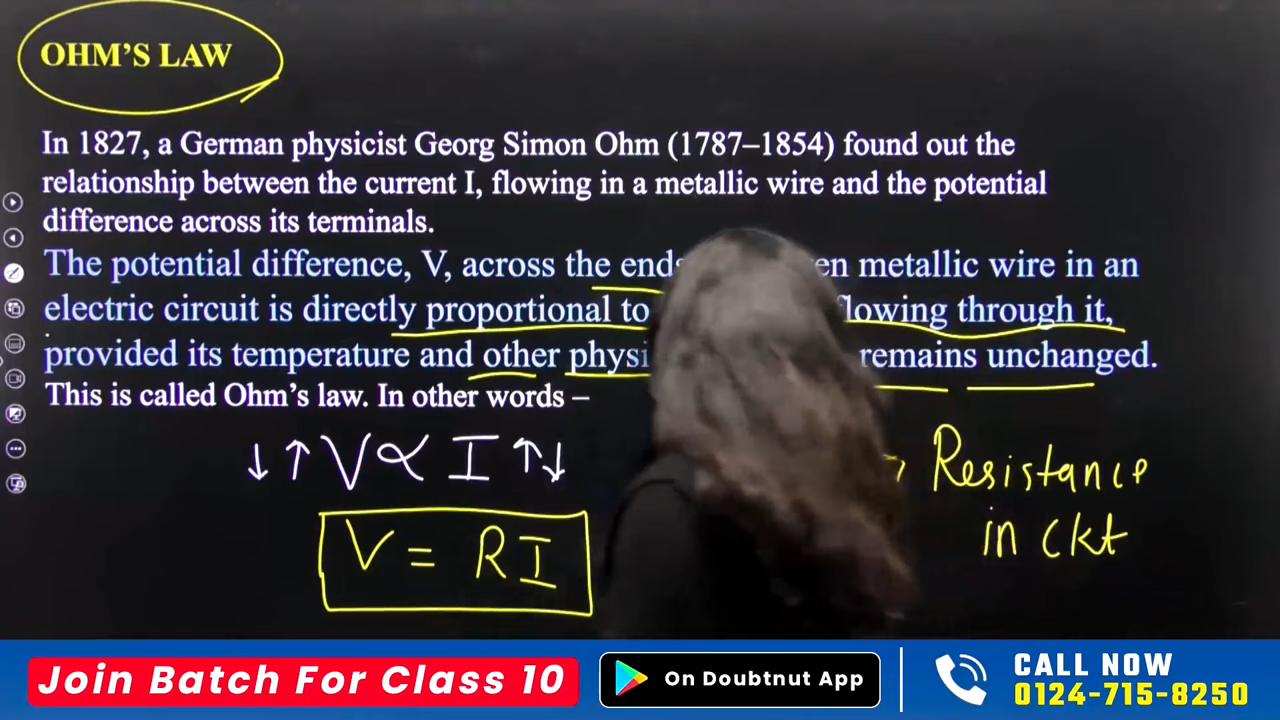 OHM'S LAW
In 1827, a German physicist Georg Simon Ohm (1787–1854) found out the
relationship between the current I, flowing in a metallic wire and the potential
difference across its terminals.
The potential difference, V, across the ends en metallic wire in an
electric circuit is directly proportional to flowing through it,
provided its temperature and other physi remains unchanged.
This is called Ohm's law. In other words –
↓↑ V ∝ I ↑↓
V = RI
Resistance
in ckt
Join Batch For Class 10
On Doubtnut App
CALL NOW
0124-715-8250